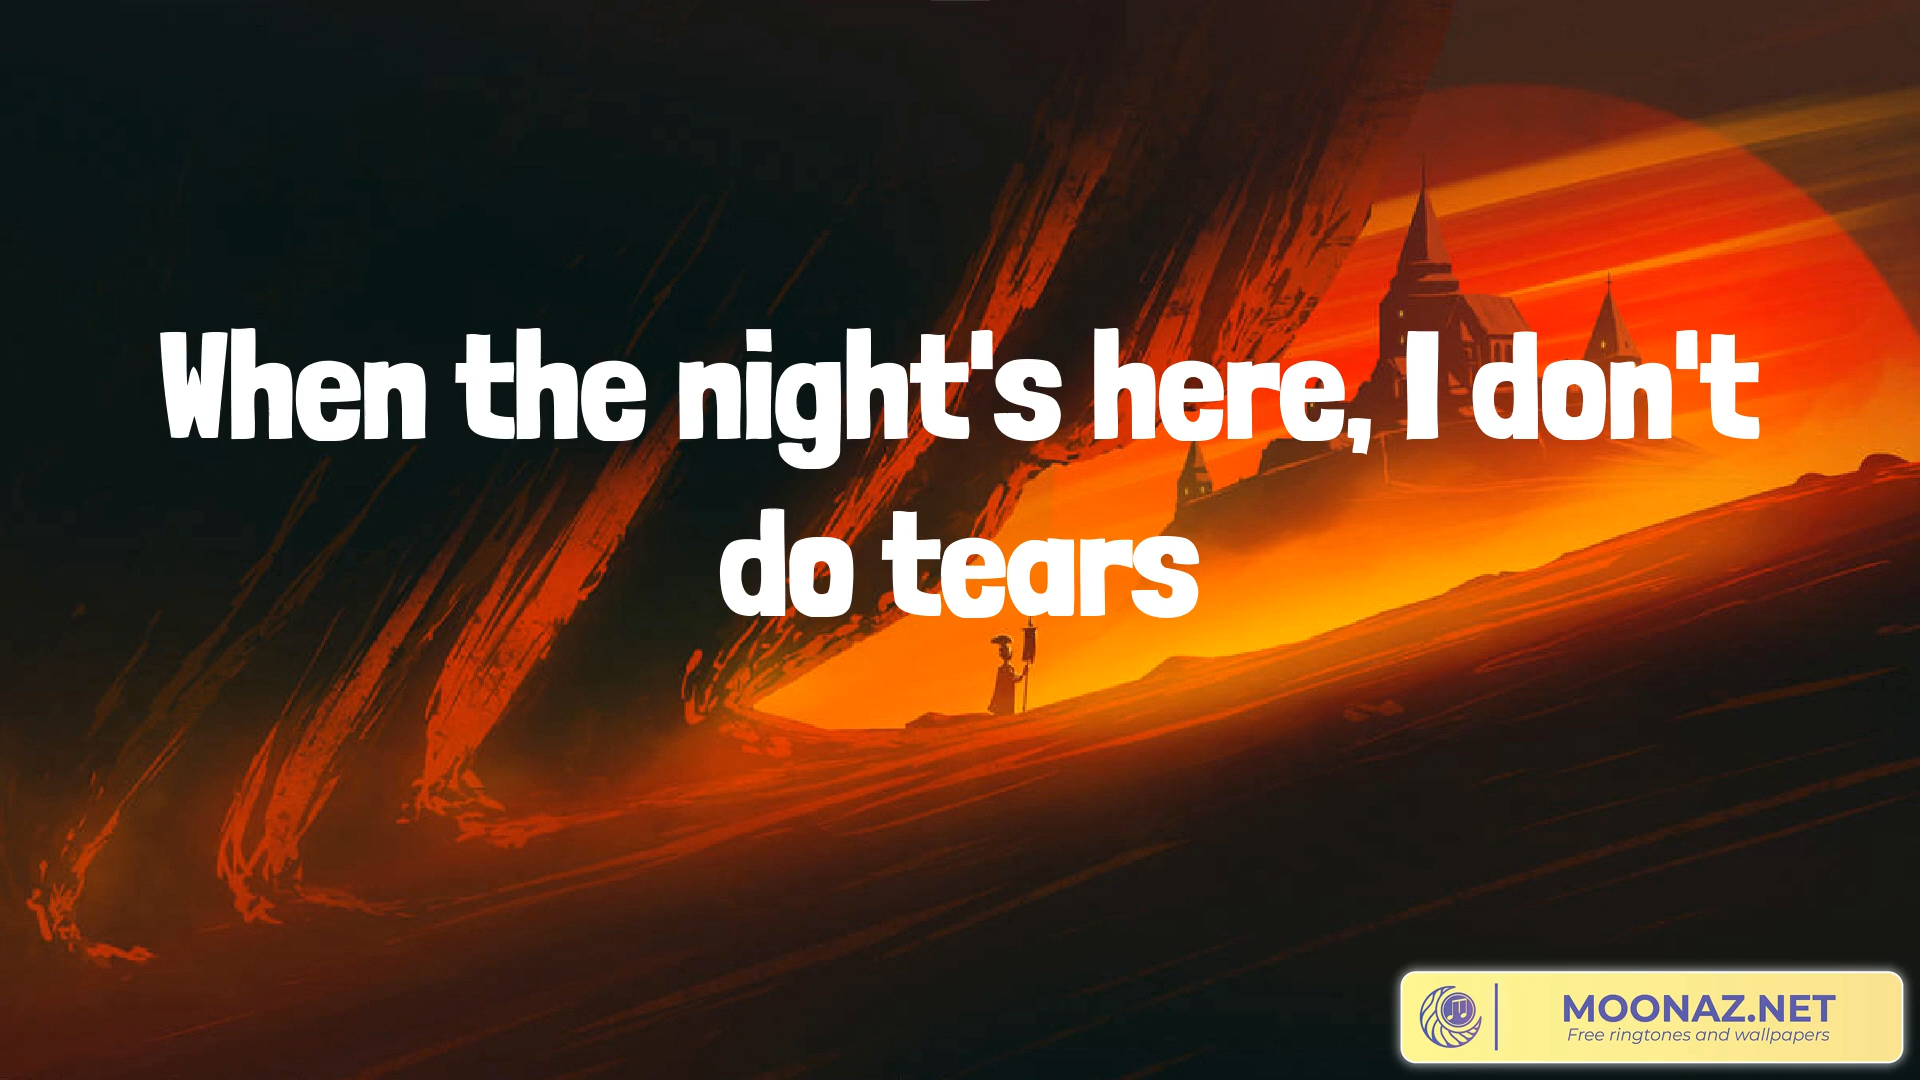 When the night's here, I don't
do tears
MOONAZ.NET
Free ringtones and wallpapers